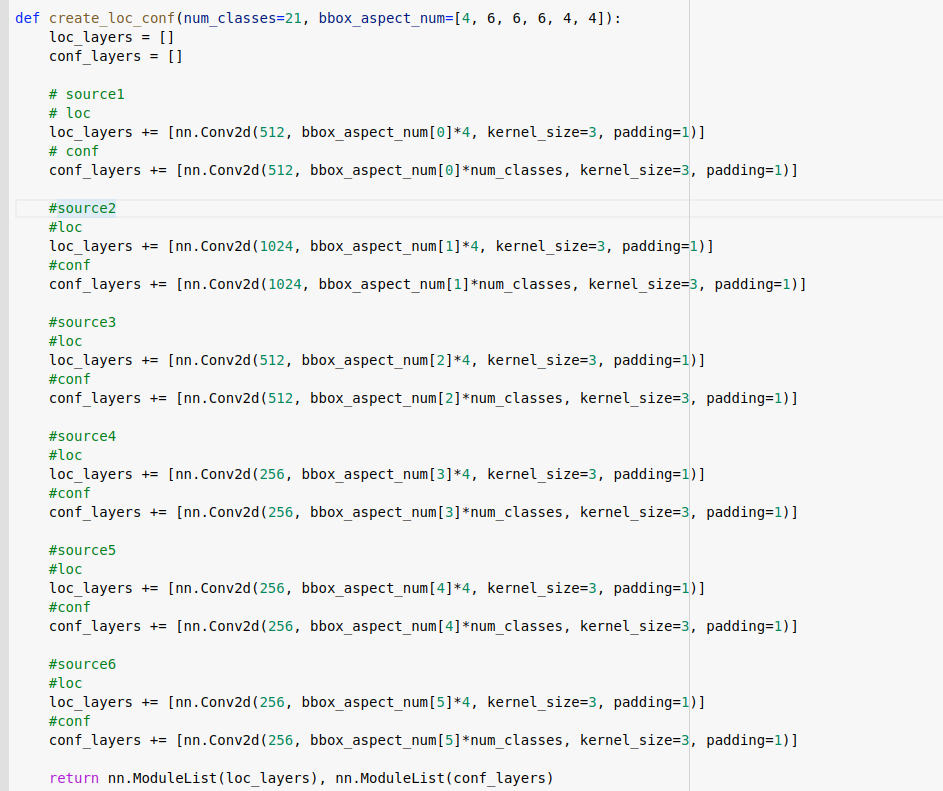 def create_loc_conf(num_classes=21, bbox_aspect_num=[4, 6, 6, 6, 4, 4]):
    loc_layers = []
    conf_layers = []

    # source1
    # loc
    loc_layers += [nn.Conv2d(512, bbox_aspect_num[0]*4, kernel_size=3, padding=1)]
    # conf
    conf_layers += [nn.Conv2d(512, bbox_aspect_num[0]*num_classes, kernel_size=3, padding=1)]

    #source2
    #loc
    loc_layers += [nn.Conv2d(1024, bbox_aspect_num[1]*4, kernel_size=3, padding=1)]
    #conf
    conf_layers += [nn.Conv2d(1024, bbox_aspect_num[1]*num_classes, kernel_size=3, padding=1)]

    #source3
    #loc
    loc_layers += [nn.Conv2d(512, bbox_aspect_num[2]*4, kernel_size=3, padding=1)]
    #conf
    conf_layers += [nn.Conv2d(512, bbox_aspect_num[2]*num_classes, kernel_size=3, padding=1)]

    #source4
    #loc
    loc_layers += [nn.Conv2d(256, bbox_aspect_num[3]*4, kernel_size=3, padding=1)]
    #conf
    conf_layers += [nn.Conv2d(256, bbox_aspect_num[3]*num_classes, kernel_size=3, padding=1)]

    #source5
    #loc
    loc_layers += [nn.Conv2d(256, bbox_aspect_num[4]*4, kernel_size=3, padding=1)]
    #conf
    conf_layers += [nn.Conv2d(256, bbox_aspect_num[4]*num_classes, kernel_size=3, padding=1)]

    #source6
    #loc
    loc_layers += [nn.Conv2d(256, bbox_aspect_num[5]*4, kernel_size=3, padding=1)]
    #conf
    conf_layers += [nn.Conv2d(256, bbox_aspect_num[5]*num_classes, kernel_size=3, padding=1)]

    return nn.ModuleList(loc_layers), nn.ModuleList(conf_layers)